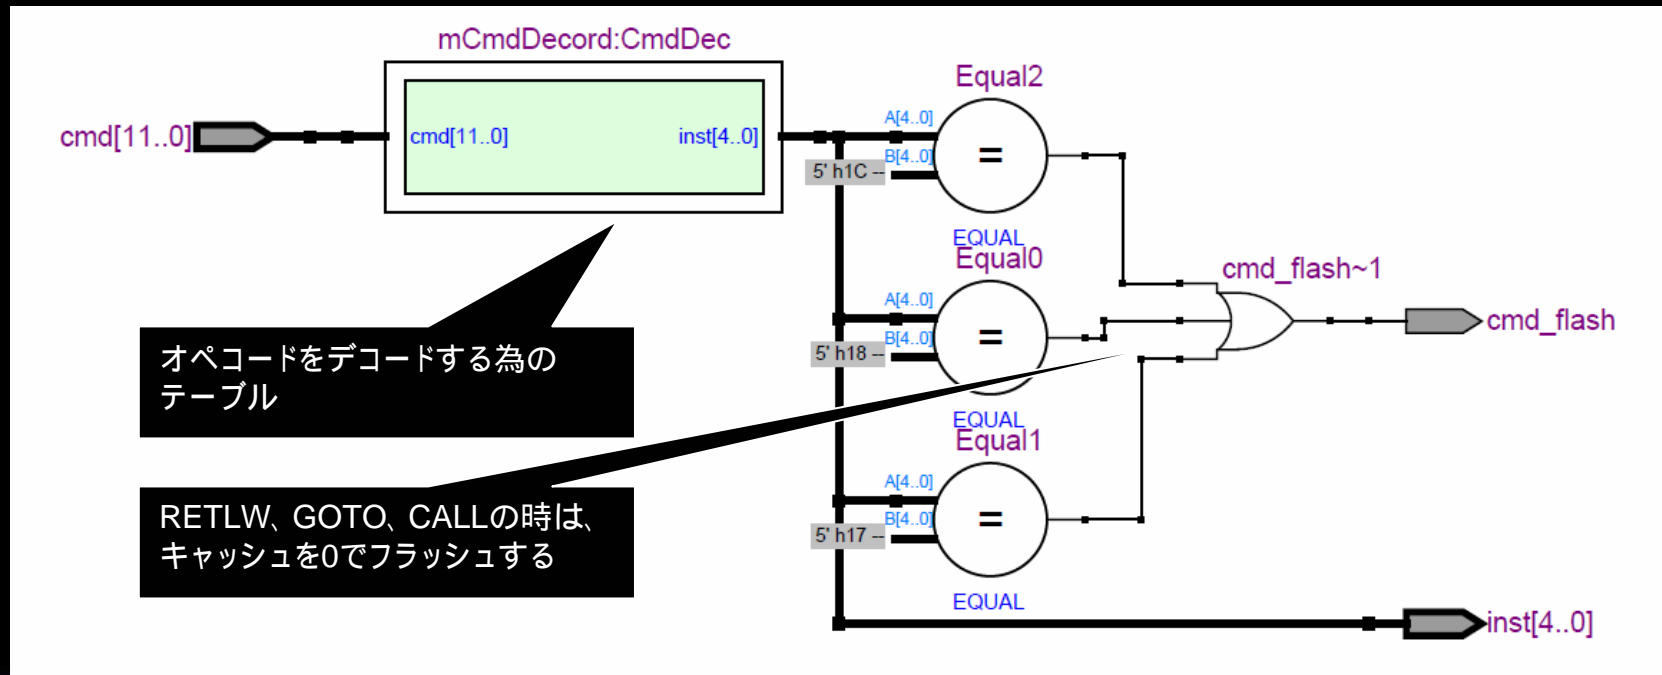 mCmdDecord:CmdDec
cmd[11..0]
cmd[11..0]
inst[4..0]
Equal2
A[4..0]
B[4..0]
5' h1C --
=
EQUAL
Equal0
A[4..0]
B[4..0]
5' h18 --
=
EQUAL
Equal1
A[4..0]
B[4..0]
5' h17 --
=
EQUAL
cmd_flash~1
cmd_flash
inst[4..0]
オペコードをデコードする為の
テーブル
RETLW、GOTO、CALLの時は、
キャッシュを0でフラッシュする